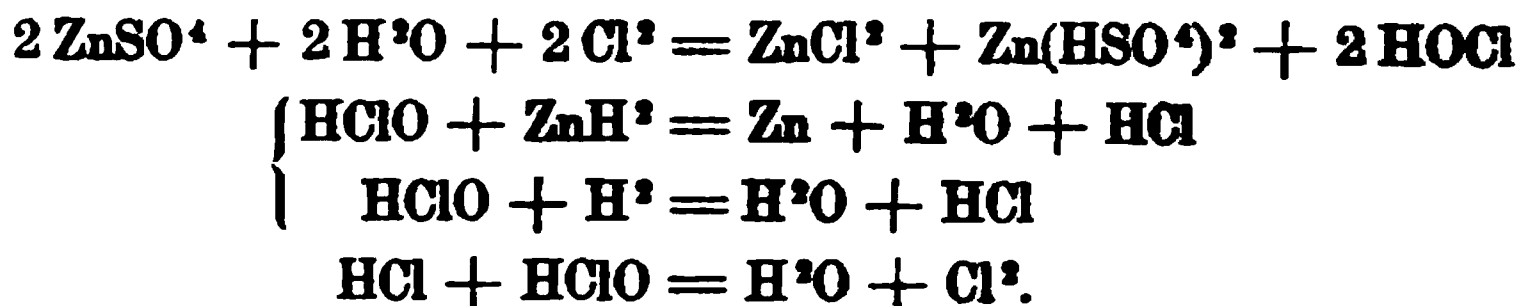 2 ZnSO⁴ + 2 H²O + 2 Cl² = ZnCl² + Zn(HSO⁴)² + 2 HOCl
HClO + ZnH² = Zn + H²O + HCl
HClO + H² = H²O + HCl
HCl + HClO = H²O + Cl².